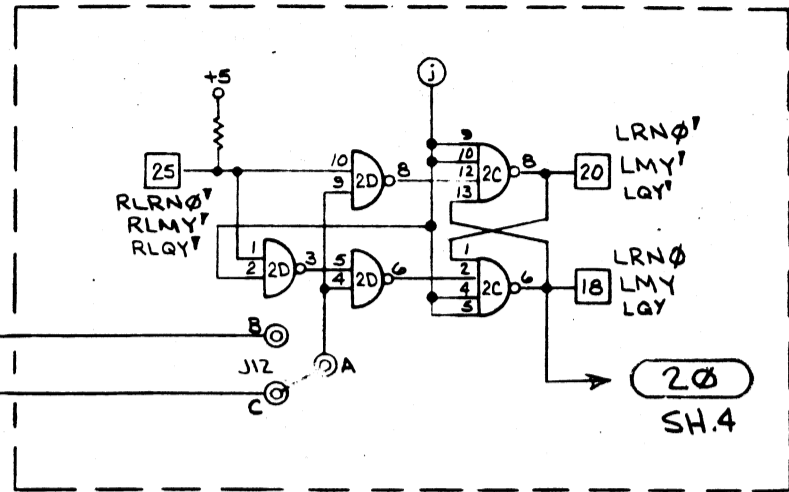 +5
j
25
RLRNØ'
RLMY'
RLQY'
10
9
2D
8
9
10
12
13
2C
8
20
LRNØ'
LMY'
LQY'
1
2
2D
3
5
4
2D
6
1
2
4
5
2C
6
18
LRNØ
LMY
LQY
B
J12
A
C
2Ø
SH.4